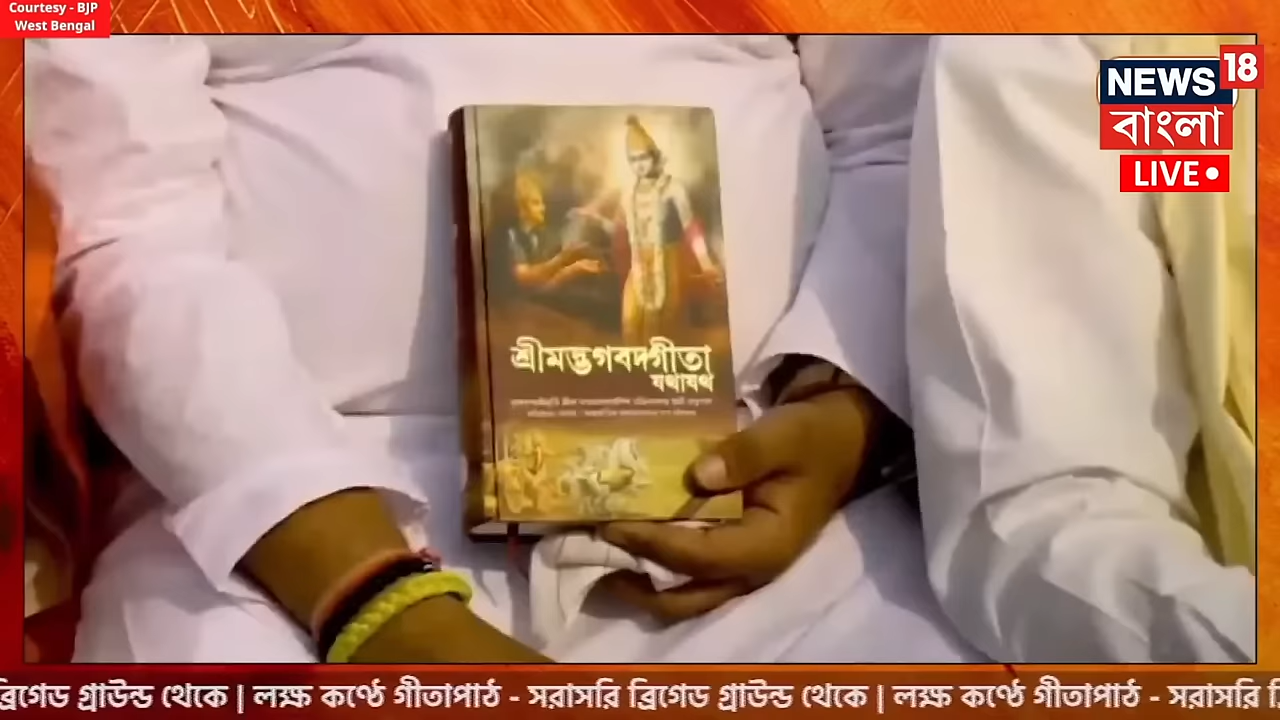 Courtesy - BJP
West Bengal
NEWS 18
বাংলা
LIVE
শ্রীমদ্ভগবদগীতা
যথাযথ
ব্রিগেড গ্রাউন্ড থেকে | লক্ষ কণ্ঠে গীতাপাঠ - সরাসরি ব্রিগেড গ্রাউন্ড থেকে | লক্ষ কণ্ঠে গীতাপাঠ - সরাসরি